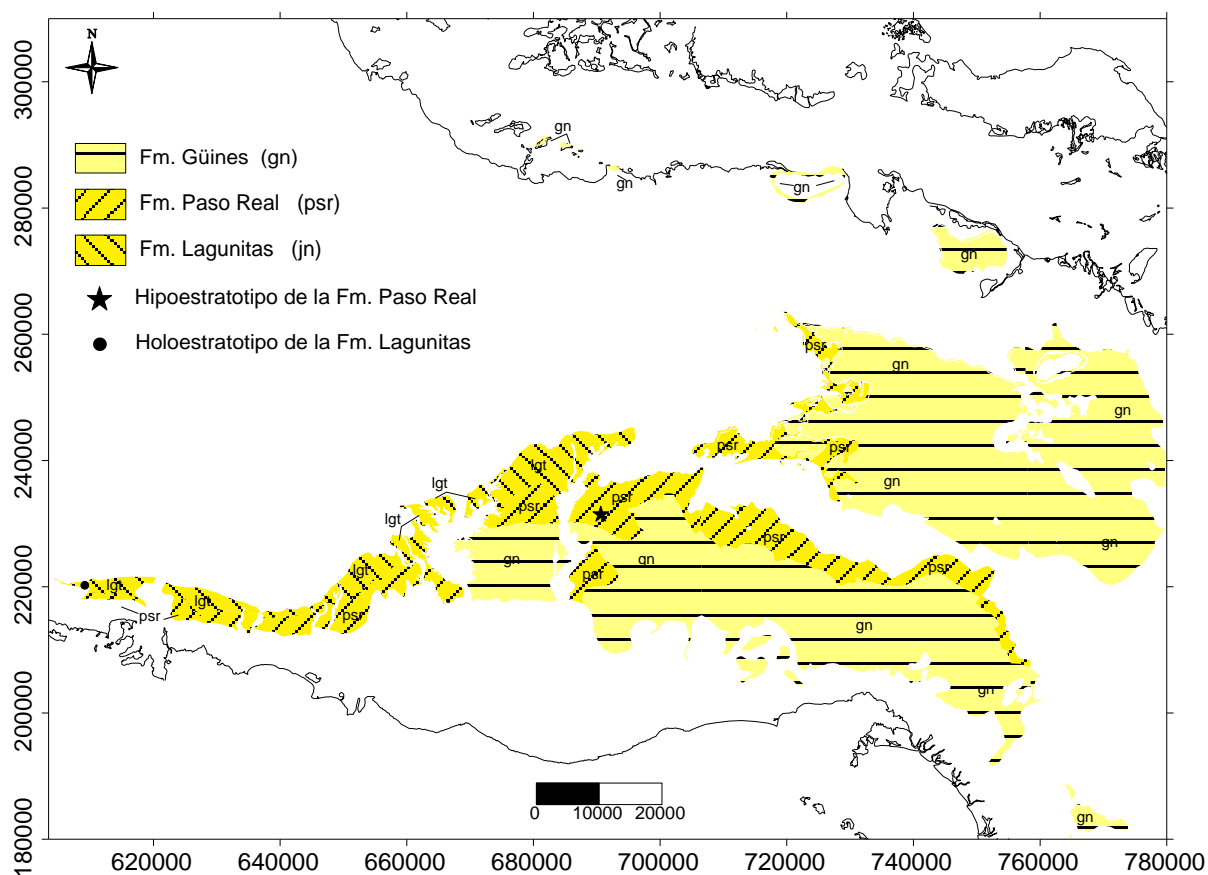 N
Fm. Güines (gn)
Fm. Paso Real (psr)
Fm. Lagunitas (jn)
Hipoestratotipo de la Fm. Paso Real
Holoestratotipo de la Fm. Lagunitas
300000
280000
260000
240000
220000
200000
180000
gn
gn
gn
gn
psr
gn
gn
psr
psr
gn
lgt
lgt
psr
psr
lgt
psr
gn
gn
gn
lgt
psr
psr
lgt
lgt
psr
psr
gn
gn
gn
0
10000
20000
620000
640000
660000
680000
700000
720000
740000
760000
780000